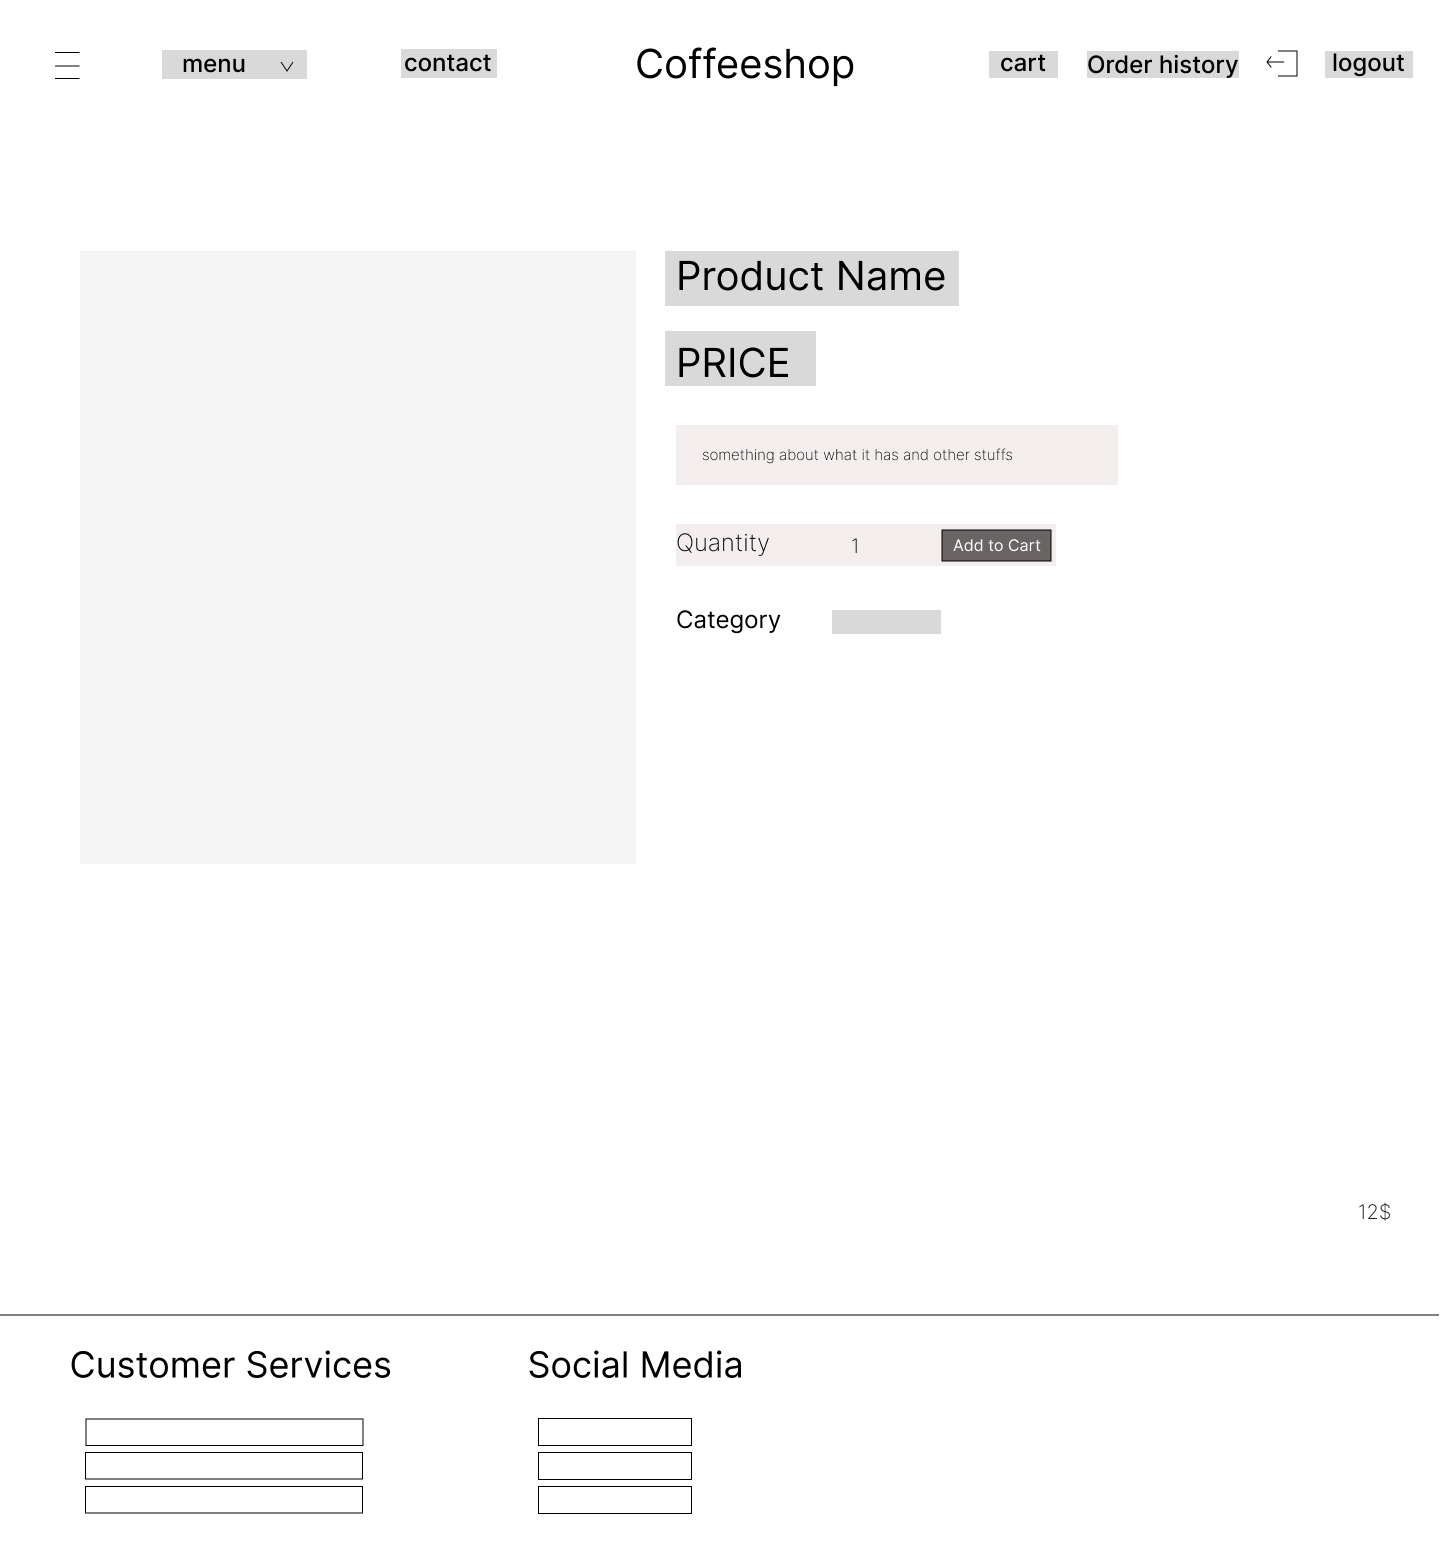 menu
contact
Coffeeshop
cart
Order history
logout
Product Name
PRICE
something about what it has and other stuffs
Quantity 1 Add to Cart
Category
12$
Customer Services
Social Media